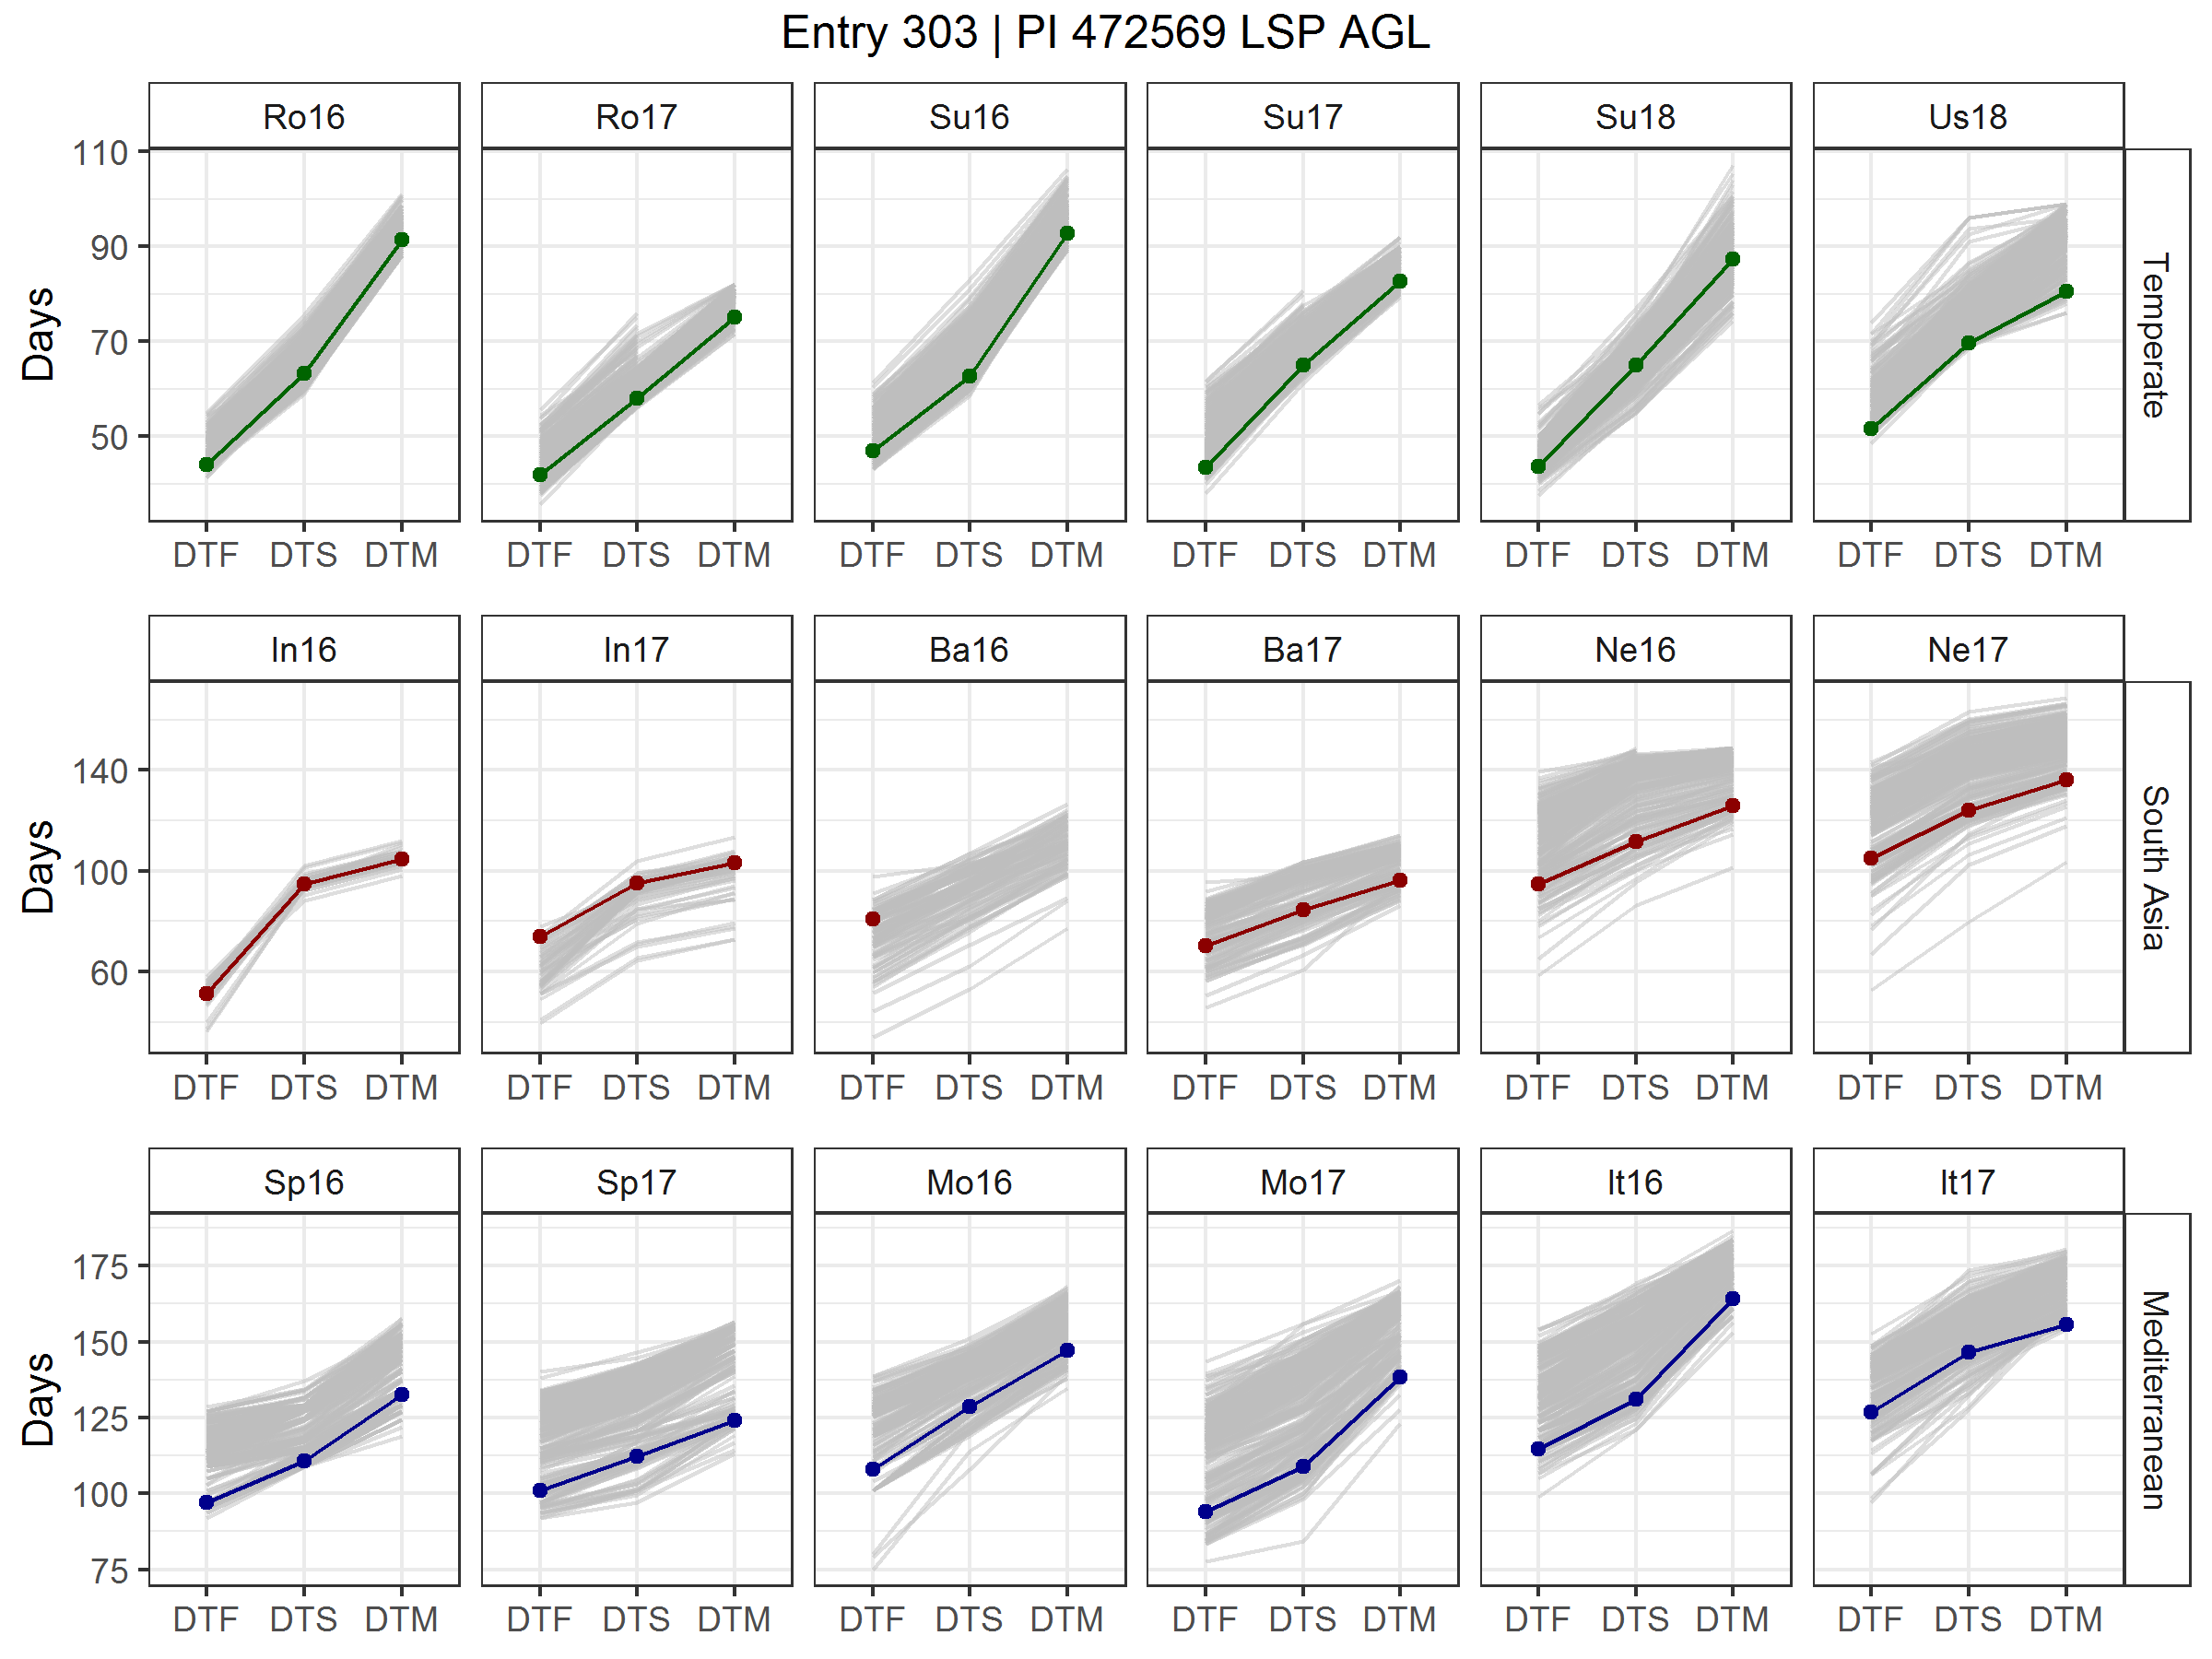 Entry 303 | PI 472569 LSP AGL
Ro16 Ro17 Su16 Su17 Su18 Us18
110
90
70
50
Days
Temperate
DTF DTS DTM DTF DTS DTM DTF DTS DTM DTF DTS DTM DTF DTS DTM DTF DTS DTM
In16 In17 Ba16 Ba17 Ne16 Ne17
140
100
60
Days
South Asia
DTF DTS DTM DTF DTS DTM DTF DTS DTM DTF DTS DTM DTF DTS DTM DTF DTS DTM
Sp16 Sp17 Mo16 Mo17 It16 It17
175
150
125
100
75
Days
Mediterranean
DTF DTS DTM DTF DTS DTM DTF DTS DTM DTF DTS DTM DTF DTS DTM DTF DTS DTM